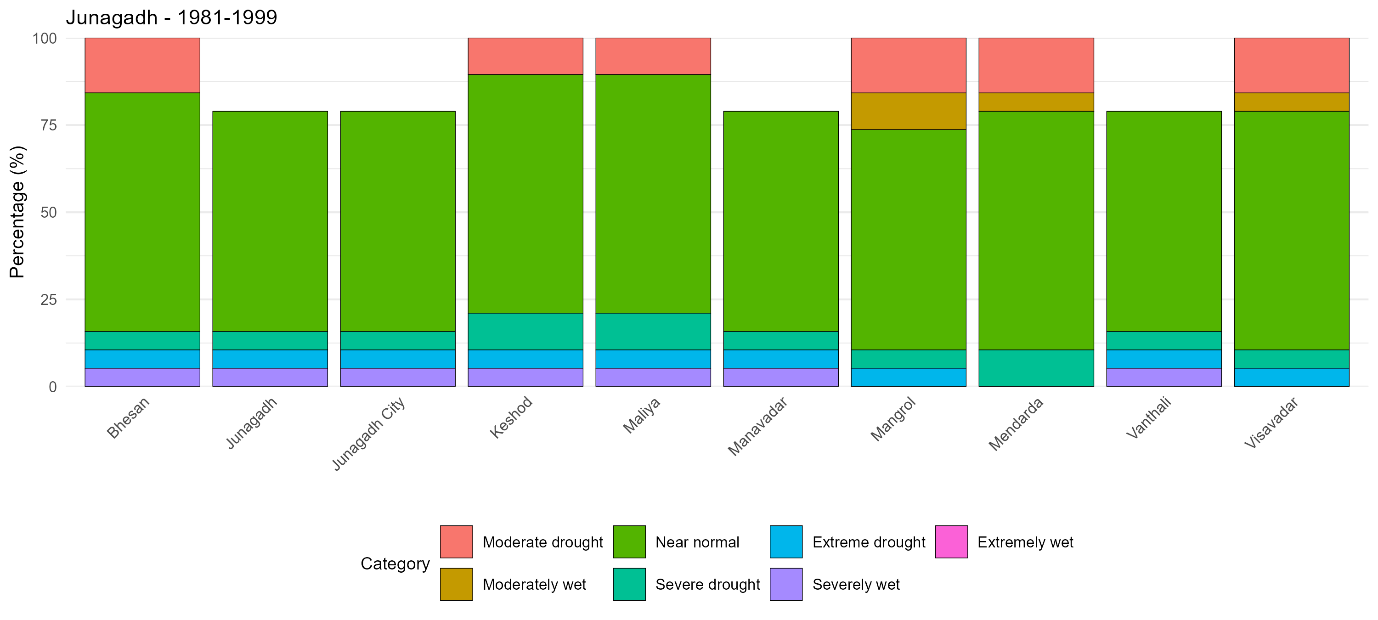 Junagadh - 1981-1999
Percentage (%)
100
75
50
25
0
Bhesan
Junagadh
Junagadh City
Keshod
Maliya
Manavadar
Mangrol
Mendarda
Vanthali
Visavadar
Category
Moderate drought
Near normal
Extreme drought
Extremely wet
Moderately wet
Severe drought
Severely wet